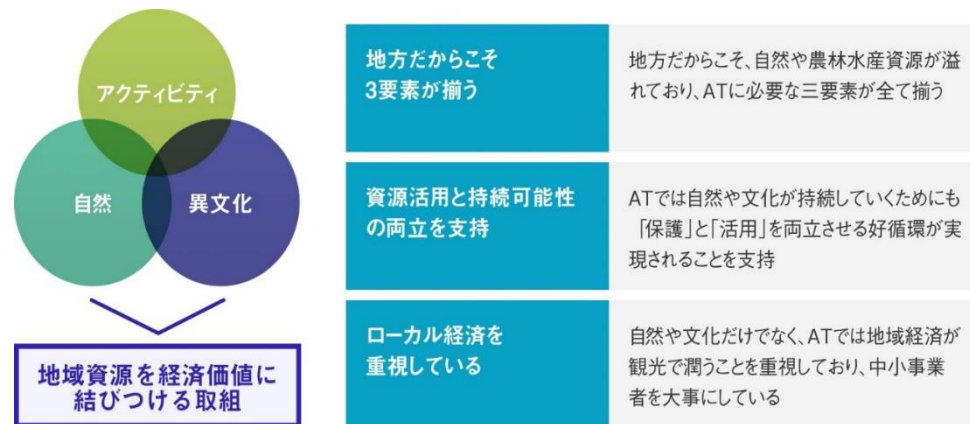 アクティビティ
自然
異文化
地域資源を経済価値に
結びつける取組
地方だからこそ
3要素が揃う
地方だからこそ、自然や農林水産資源が溢
れており、ATに必要な三要素が全て揃う
資源活用と持続可能性
の両立を支持
ATでは自然や文化が持続していくためにも
「保護」と「活用」を両立させる好循環が実
現されることを支持
ローカル経済を
重視している
自然や文化だけでなく、ATでは地域経済が
観光で潤うことを重視しており、中小事業
者を大事にしている